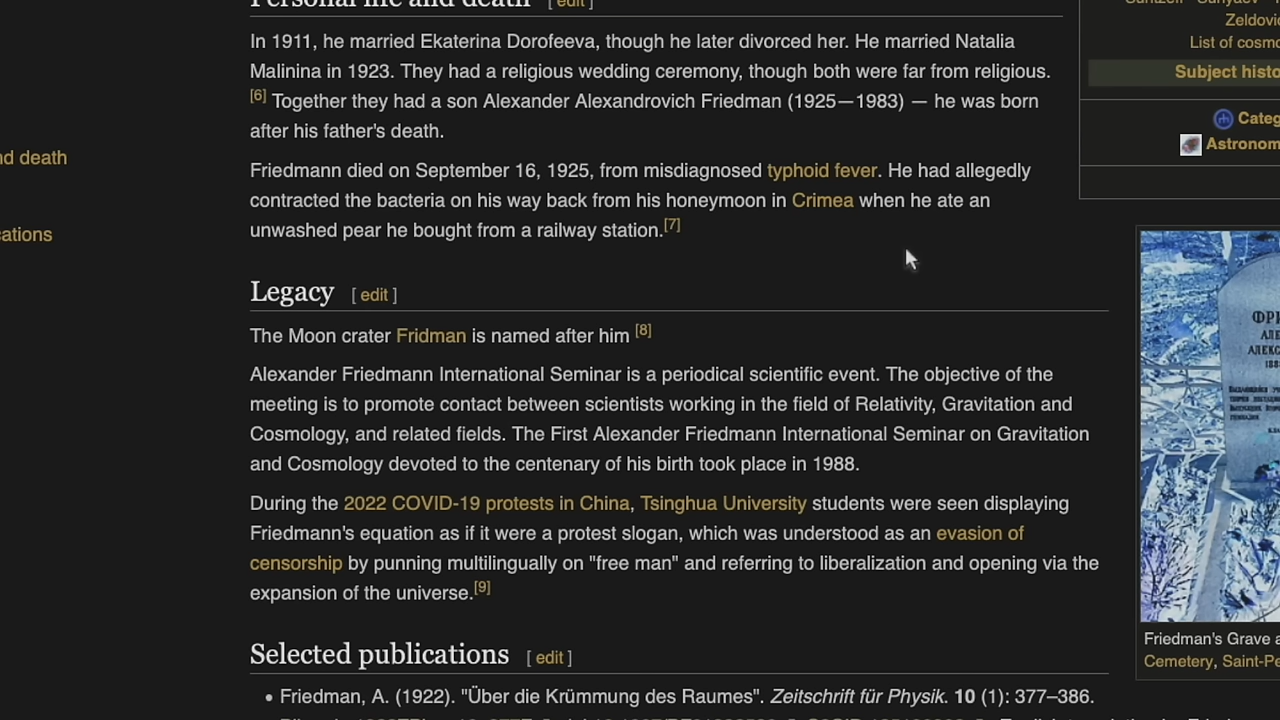 Personal life and death [ edit ]
In 1911, he married Ekaterina Dorofeeva, though he later divorced her. He married Natalia
Malinina in 1923. They had a religious wedding ceremony, though both were far from religious.
[6] Together they had a son Alexander Alexandrovich Friedman (1925—1983) — he was born
after his father's death.
Friedmann died on September 16, 1925, from misdiagnosed typhoid fever. He had allegedly
contracted the bacteria on his way back from his honeymoon in Crimea when he ate an
unwashed pear he bought from a railway station.[7]
Legacy [ edit ]
The Moon crater Fridman is named after him [8]
Alexander Friedmann International Seminar is a periodical scientific event. The objective of the
meeting is to promote contact between scientists working in the field of Relativity, Gravitation and
Cosmology, and related fields. The First Alexander Friedmann International Seminar on Gravitation
and Cosmology devoted to the centenary of his birth took place in 1988.
During the 2022 COVID-19 protests in China, Tsinghua University students were seen displaying
Friedmann's equation as if it were a protest slogan, which was understood as an evasion of
censorship by punning multilingually on "free man" and referring to liberalization and opening via the
expansion of the universe.[9]
Selected publications [ edit ]
• Friedman, A. (1922). "Über die Krümmung des Raumes". Zeitschrift für Physik. 10 (1): 377–386.
nd death
cations
Zeldovic
List of cosmo
Subject histo
Categ
Astronom
ФРИ
АЛЕ
АЛЕКС
188
Friedman's Grave a
Cemetery, Saint-Pe